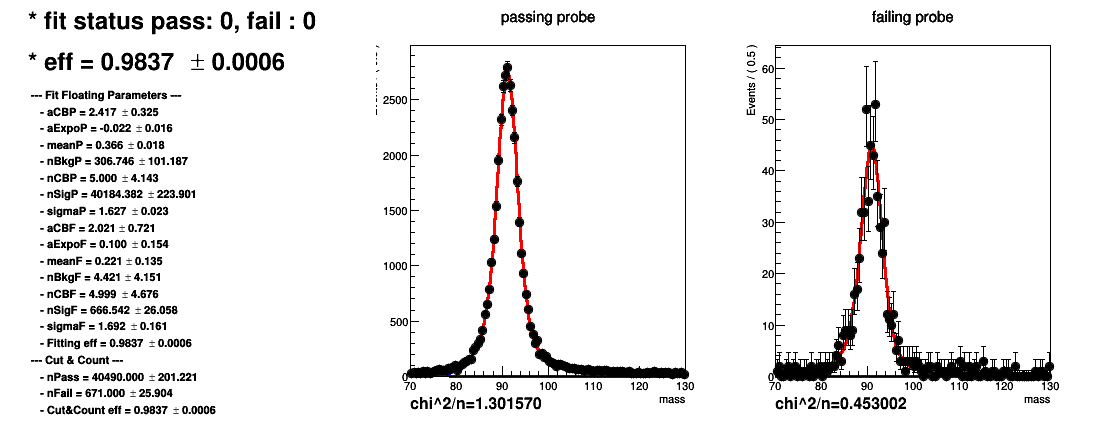 * fit status pass: 0, fail : 0
* eff = 0.9837 ± 0.0006
--- Fit Floating Parameters ---
- aCBP = 2.417 ± 0.325
- aExpoP = -0.022 ± 0.016
- meanP = 0.366 ± 0.018
- nBkgP = 306.746 ± 101.187
- nCBP = 5.000 ± 4.143
- nSigP = 40184.382 ± 223.901
- sigmaP = 1.627 ± 0.023
- aCBF = 2.021 ± 0.721
- aExpoF = 0.100 ± 0.154
- meanF = 0.221 ± 0.135
- nBkgF = 4.421 ± 4.151
- nCBF = 4.999 ± 4.676
- nSigF = 666.542 ± 26.058
- sigmaF = 1.692 ± 0.161
- Fitting eff = 0.9837 ± 0.0006
--- Cut & Count ---
- nPass = 40490.000 ± 201.221
- nFail = 671.000 ± 25.904
- Cut&Count eff = 0.9837 ± 0.0006
passing probe
2500
2000
1500
1000
500
0
70 80 90 100 110 120 130
mass
chi^2/n=1.301570
failing probe
Events / ( 0.5 )
60
50
40
30
20
10
0
70 80 90 100 110 120 130
mass
chi^2/n=0.453002